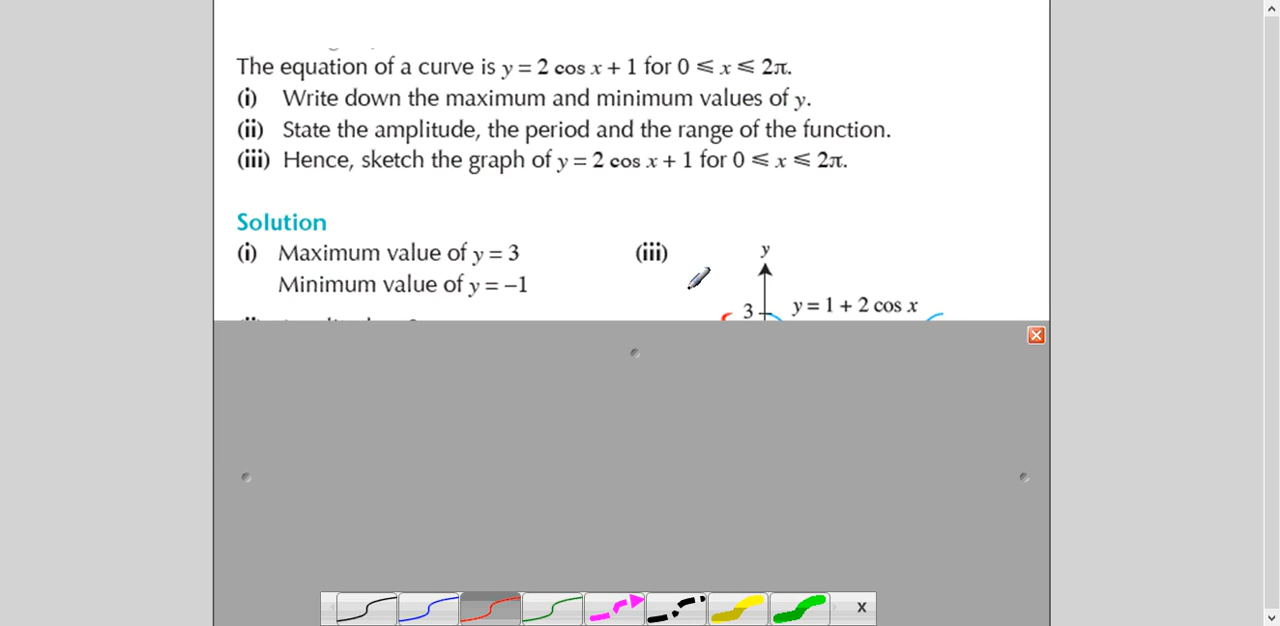 The equation of a curve is y = 2 cos x + 1 for 0 ⩽ x ⩽ 2π.
(i) Write down the maximum and minimum values of y.
(ii) State the amplitude, the period and the range of the function.
(iii) Hence, sketch the graph of y = 2 cos x + 1 for 0 ⩽ x ⩽ 2π.
Solution
(i) Maximum value of y = 3
Minimum value of y = –1
(iii)
y
3
y = 1 + 2 cos x
x